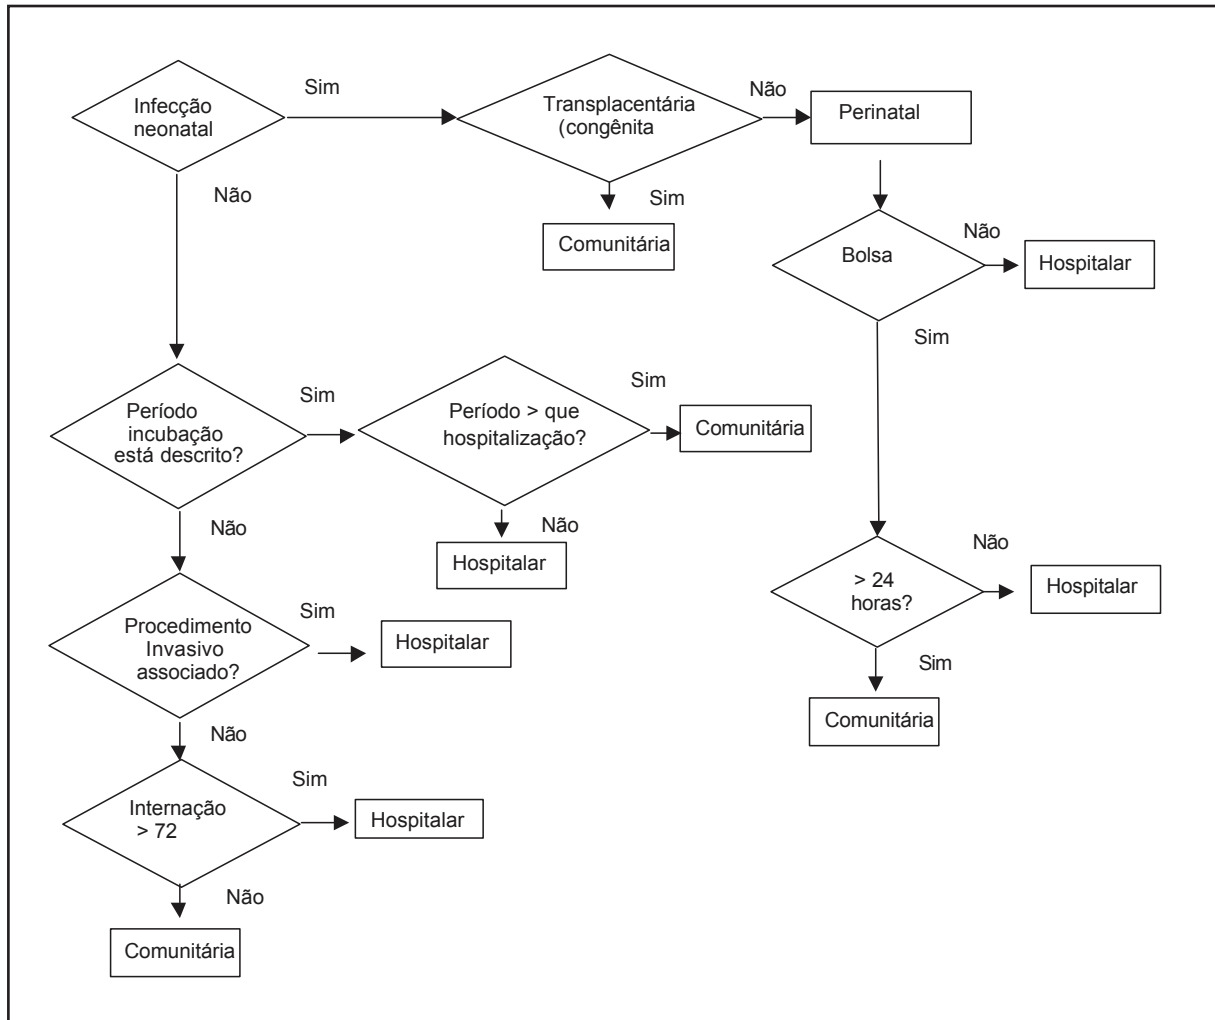 Infecção
neonatal
Sim
Transplacentária
(congênita
Não
Perinatal
Não
Sim
Comunitária
Bolsa
Não
Hospitalar
Sim
Período
incubação
está descrito?
Sim
Período > que
hospitalização?
Sim
Comunitária
Não
Não
Hospitalar
> 24
horas?
Não
Hospitalar
Procedimento
Invasivo
associado?
Sim
Hospitalar
Sim
Comunitária
Não
Internação
> 72
Sim
Hospitalar
Não
Comunitária